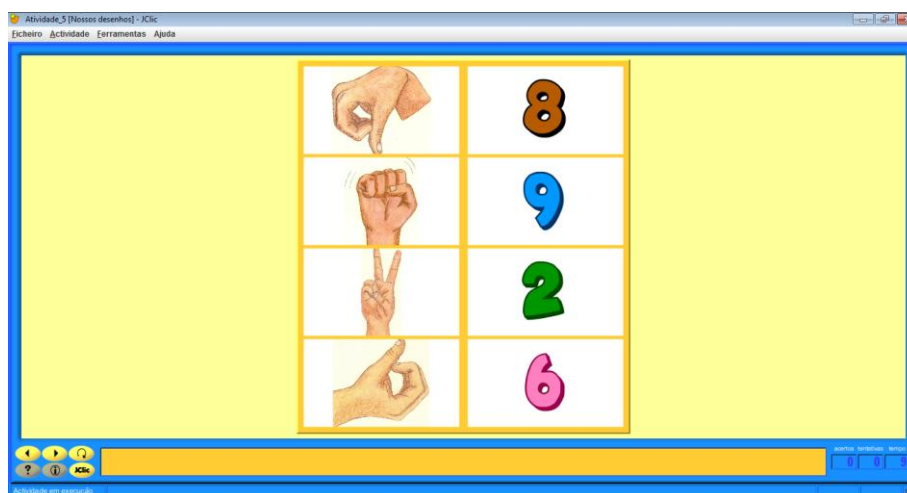 Atividade_5 [Nossos desenhos] - JClic
Ficheiro Actividade Ferramentas Ajuda
8
9
2
6
? i JClic
acertos tentativas tempo
0 0
Actividade em execução